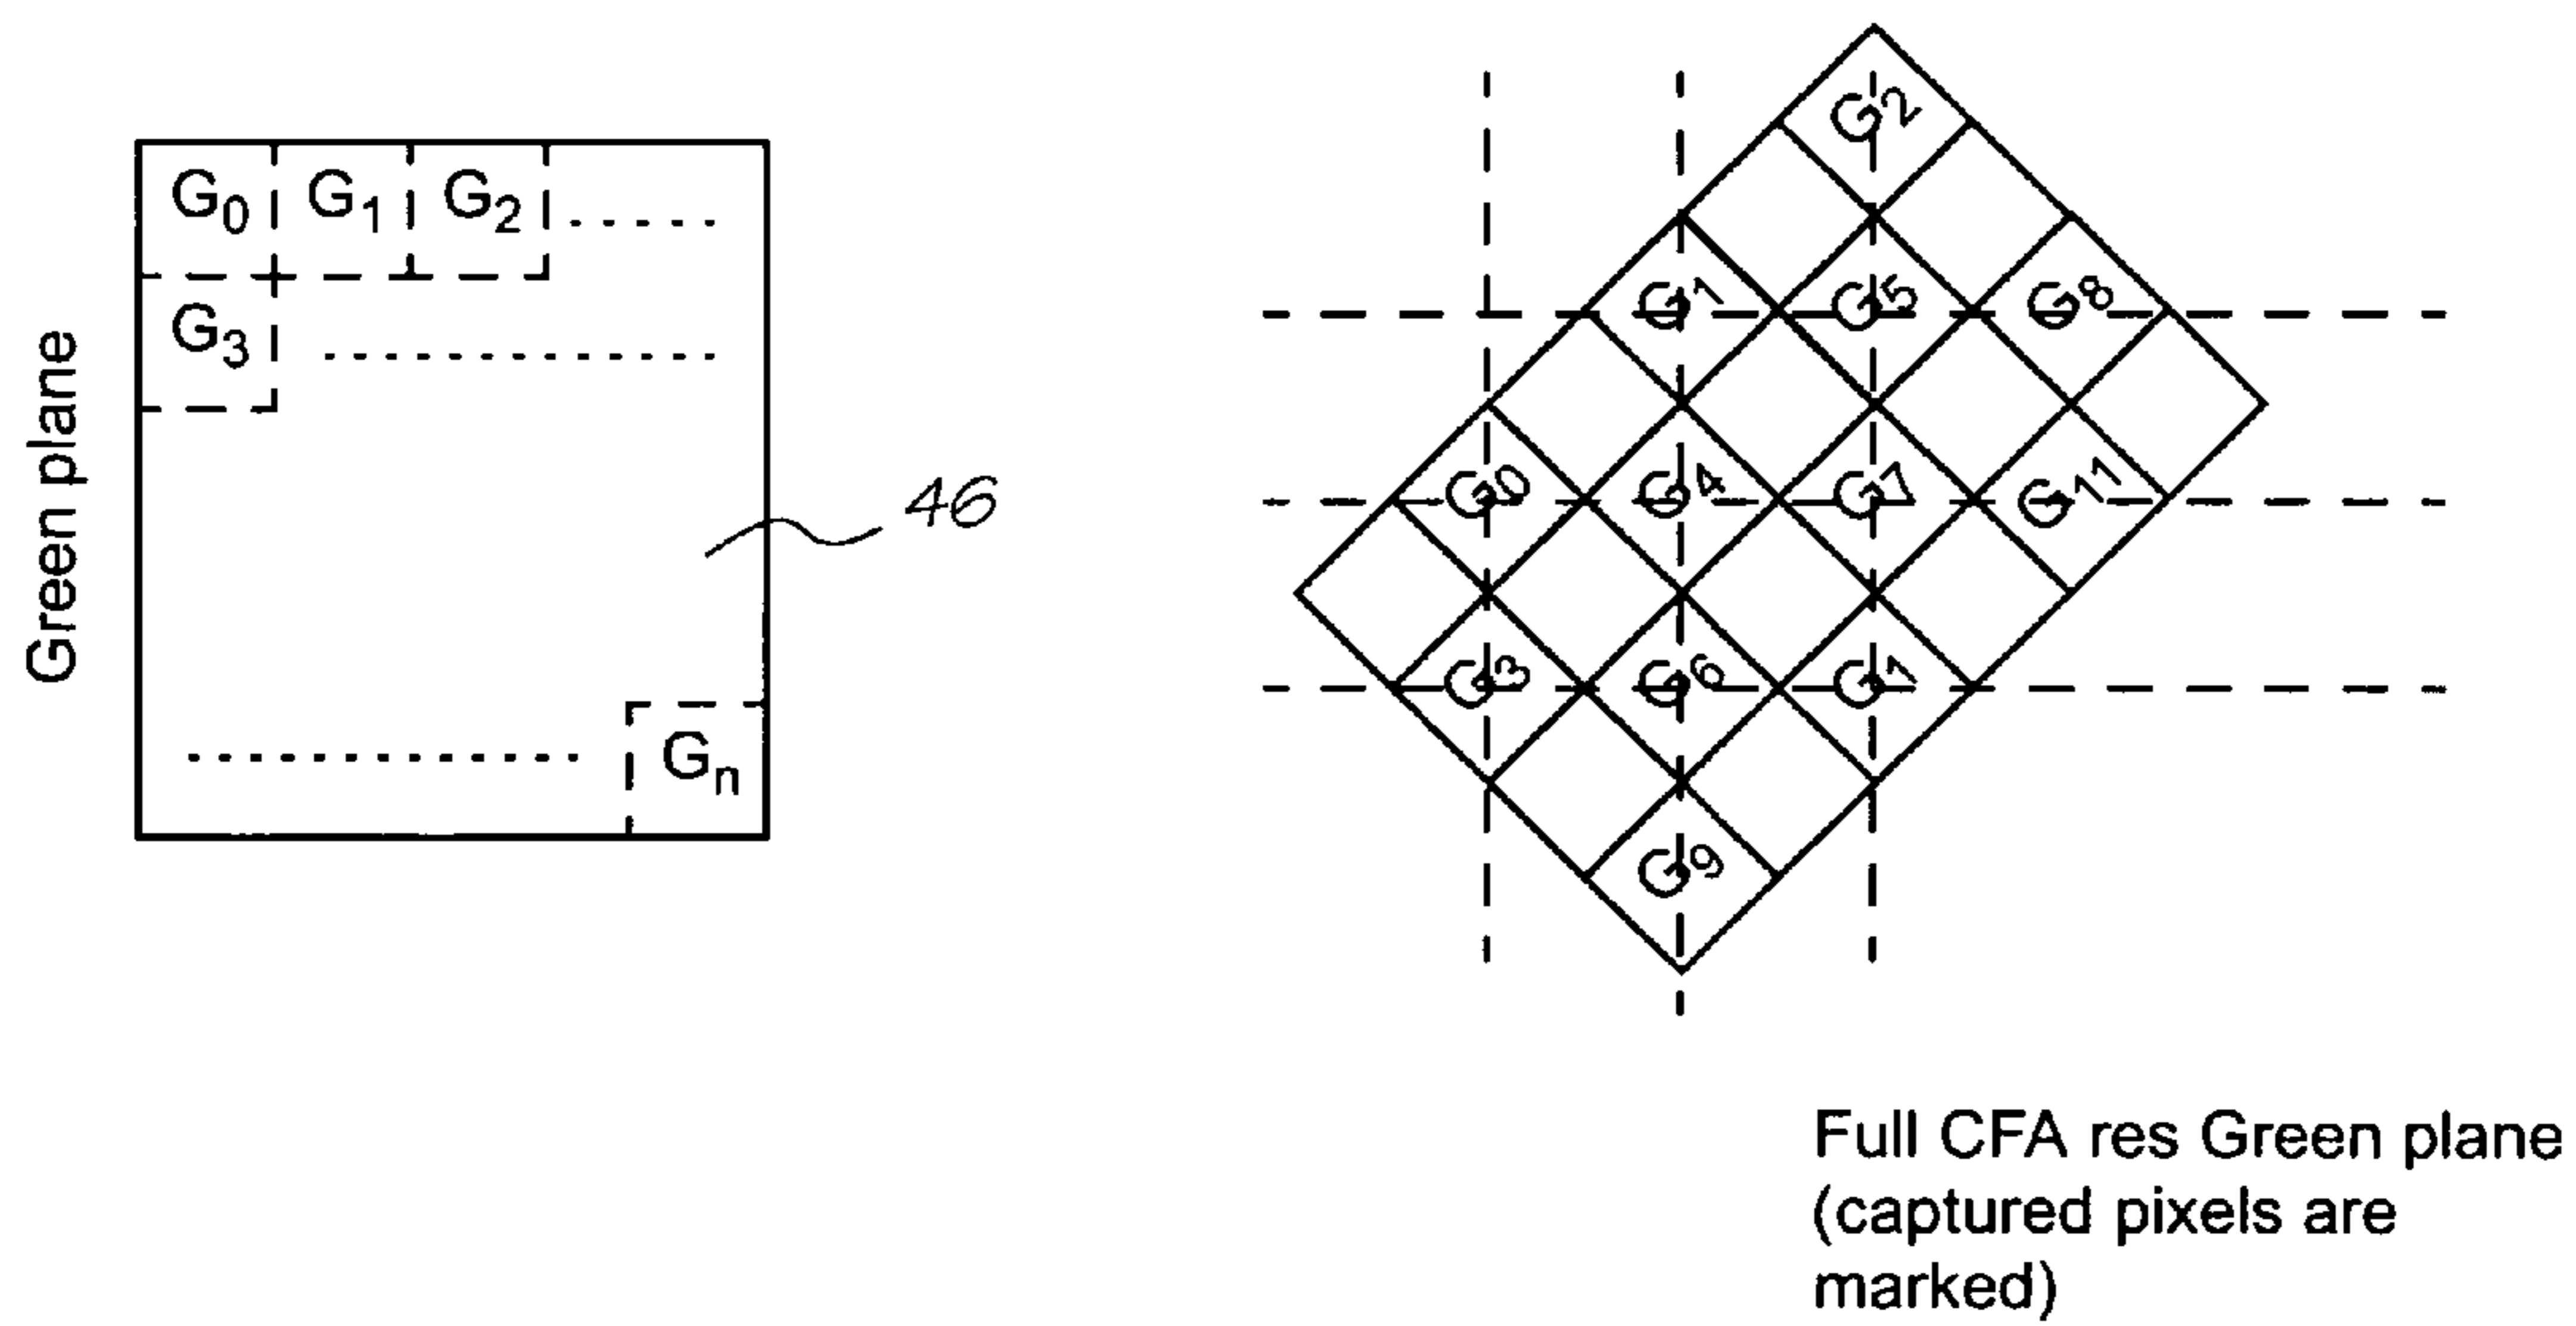 Green plane
G0 G1 G2
G3
Gn
46
G2
G1 G5 G8
G0 G4 G7 G11
G3 G6 G1
G9
Full CFA res Green plane
(captured pixels are
marked)